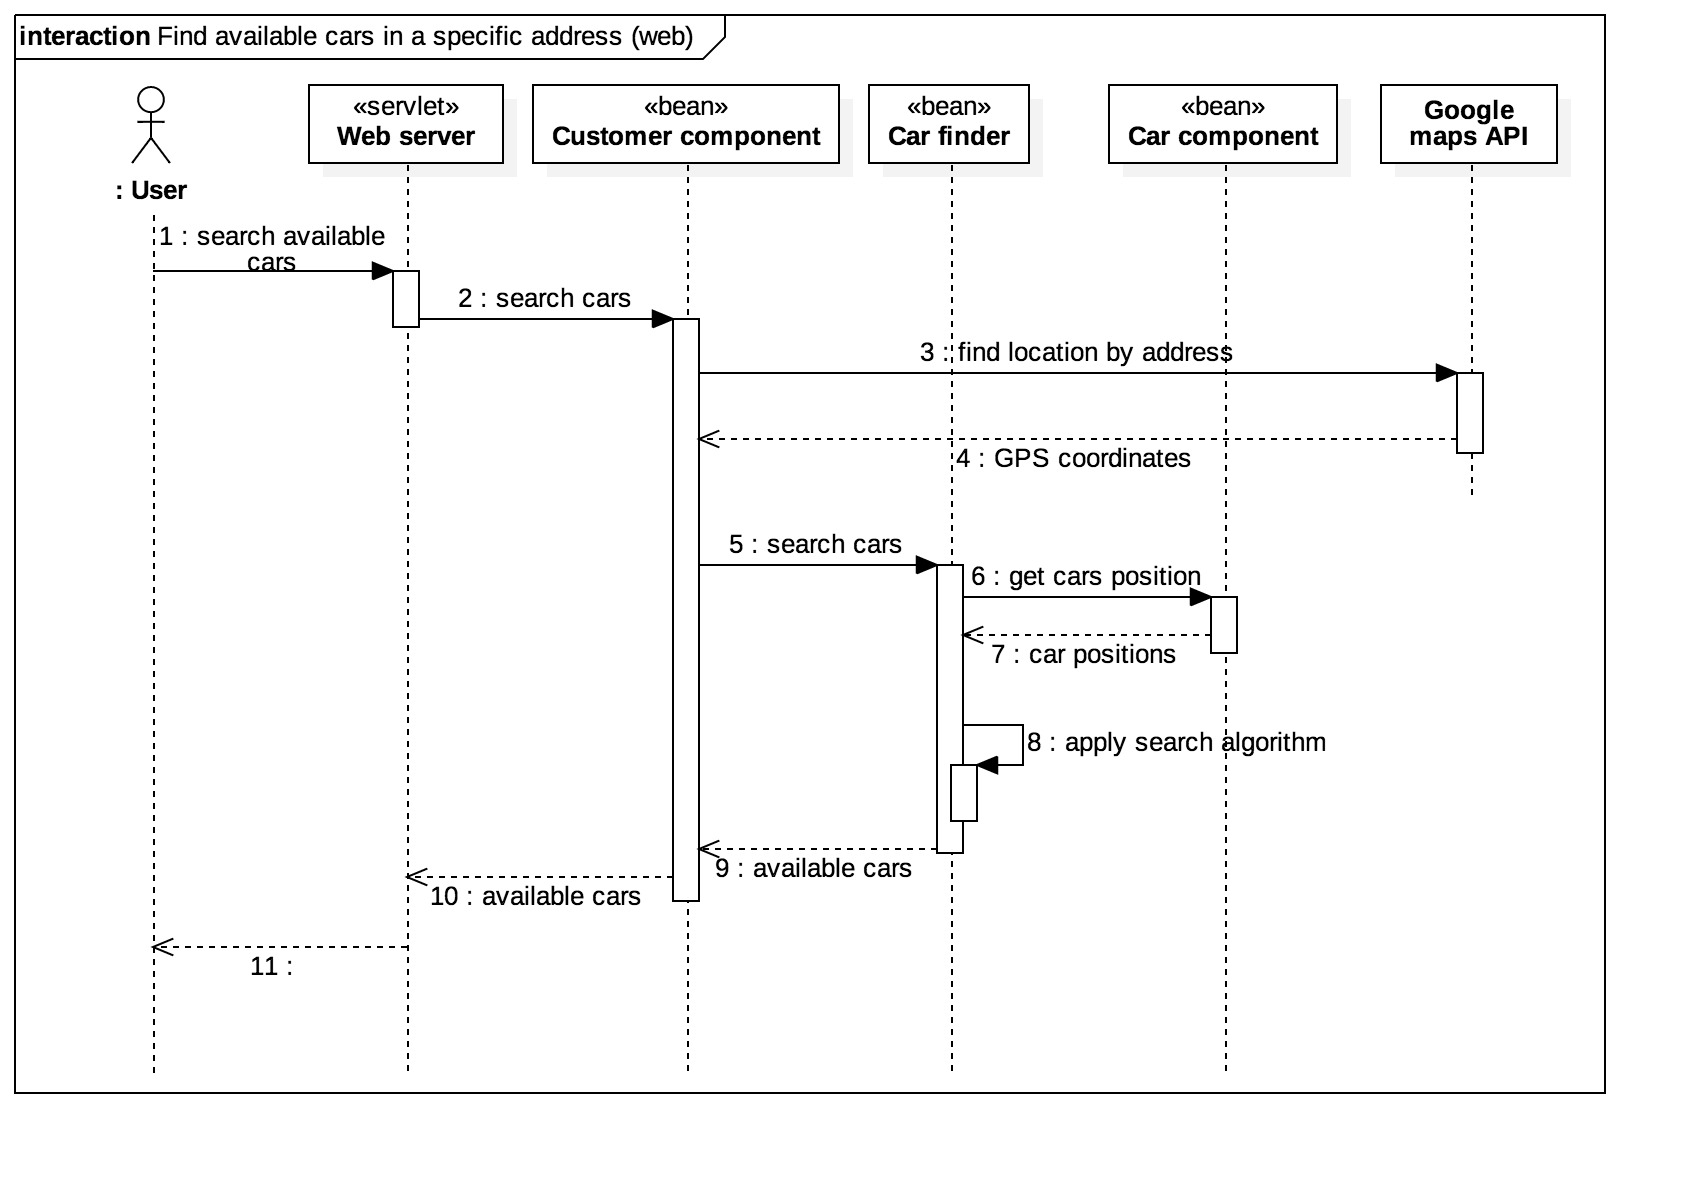 interaction Find available cars in a specific address (web)
«servlet»
Web server
«bean»
Customer component
«bean»
Car finder
«bean»
Car component
Google
maps API
: User
1 : search available
cars
2 : search cars
3 : find location by address
4 : GPS coordinates
5 : search cars
6 : get cars position
7 : car positions
8 : apply search algorithm
9 : available cars
10 : available cars
11 :